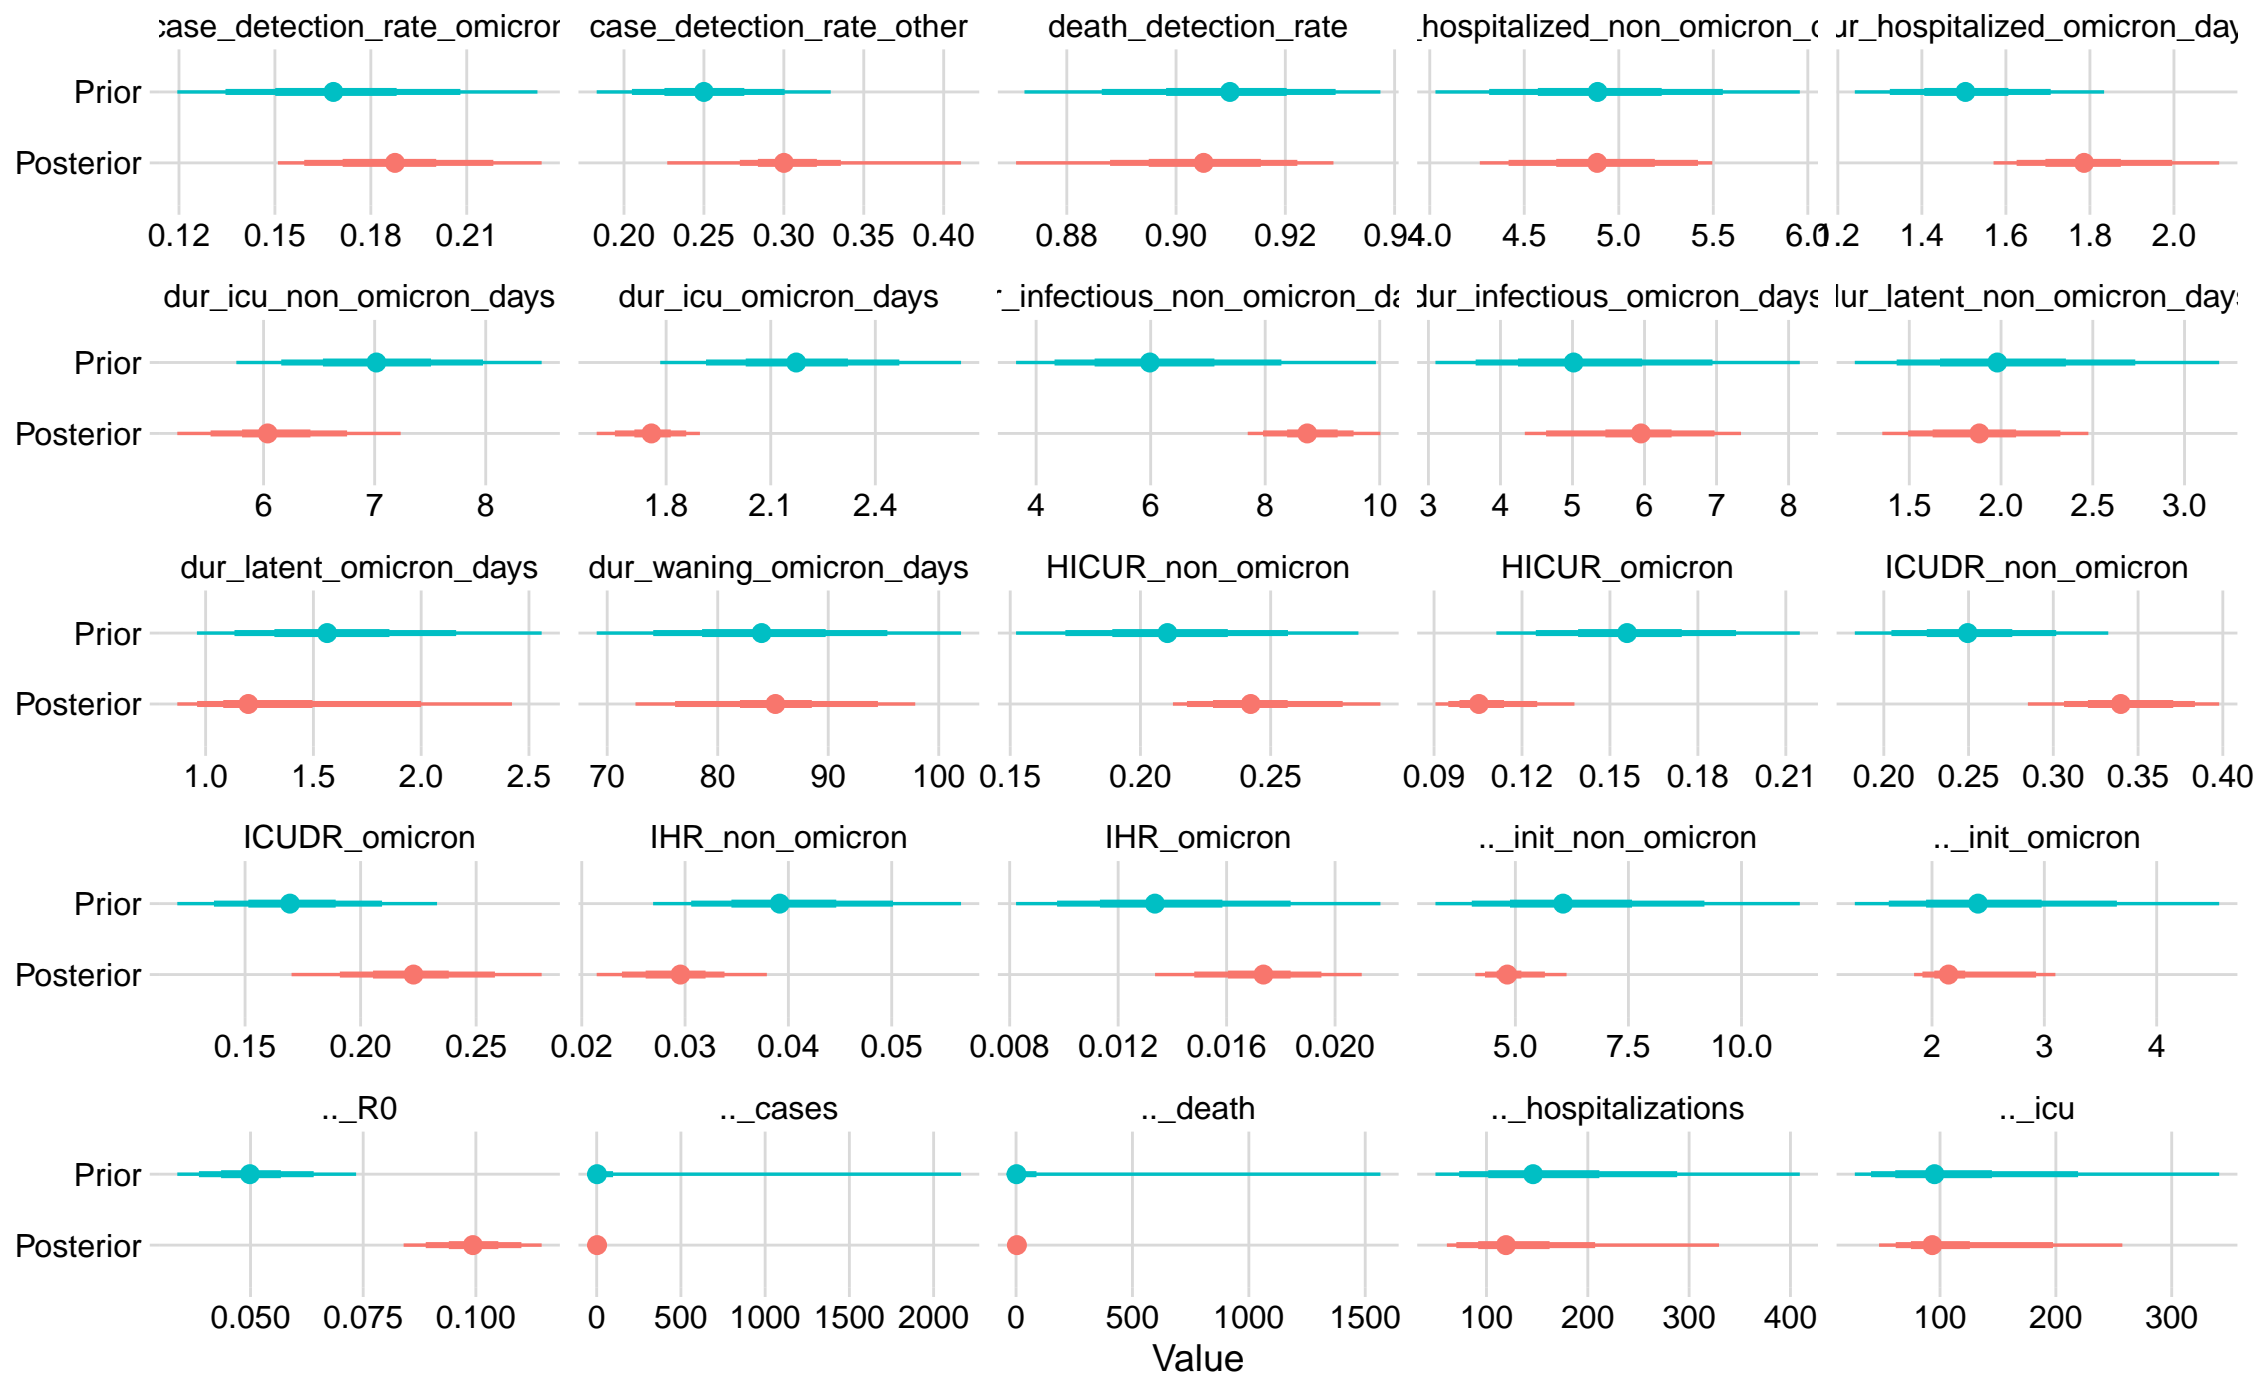 case_detection_rate_omicron case_detection_rate_other death_detection_rate _hospitalized_non_omicron_ ur_hospitalized_omicron_day
Prior
Posterior
0.12 0.15 0.18 0.21 0.20 0.25 0.30 0.35 0.40 0.88 0.90 0.92 0.94 4.0 4.5 5.0 5.5 6.0 1.2 1.4 1.6 1.8 2.0
dur_icu_non_omicron_days dur_icu_omicron_days r_infectious_non_omicron_da dur_infectious_omicron_days dur_latent_non_omicron_days
Prior
Posterior
6 7 8 1.8 2.1 2.4 4 6 8 10 3 4 5 6 7 8 1.5 2.0 2.5 3.0
dur_latent_omicron_days dur_waning_omicron_days HICUR_non_omicron HICUR_omicron ICUDR_non_omicron
Prior
Posterior
1.0 1.5 2.0 2.5 70 80 90 100 0.15 0.20 0.25 0.09 0.12 0.15 0.18 0.21 0.20 0.25 0.30 0.35 0.40
ICUDR_omicron IHR_non_omicron IHR_omicron .._init_non_omicron .._init_omicron
Prior
Posterior
0.15 0.20 0.25 0.02 0.03 0.04 0.05 0.008 0.012 0.016 0.020 5.0 7.5 10.0 2 3 4
.._R0 .._cases .._death .._hospitalizations .._icu
Prior
Posterior
0.050 0.075 0.100 0 500 1000 1500 2000 0 500 1000 1500 100 200 300 400 100 200 300
Value